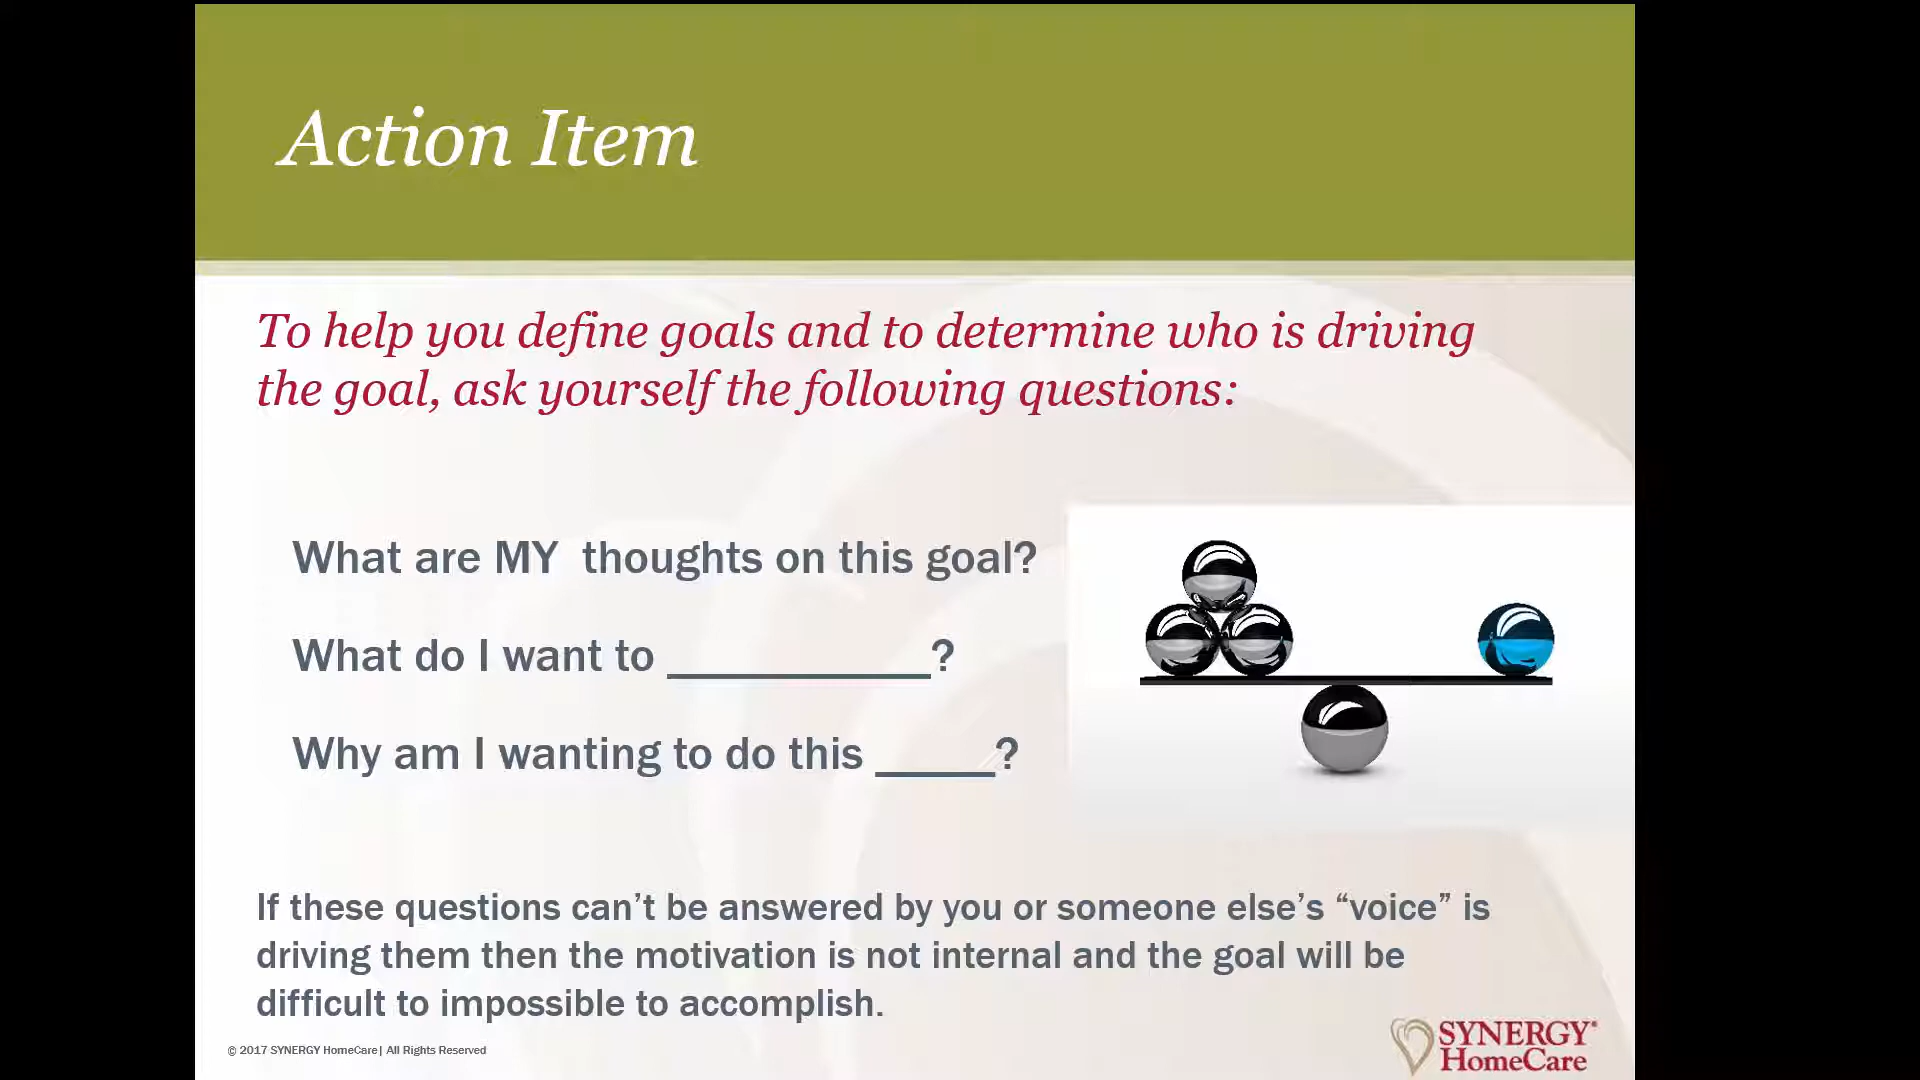 Action Item
To help you define goals and to determine who is driving
the goal, ask yourself the following questions:
What are MY  thoughts on this goal?
What do I want to ___________?
Why am I wanting to do this _____?
If these questions can’t be answered by you or someone else’s “voice” is
driving them then the motivation is not internal and the goal will be
difficult to impossible to accomplish.
© 2017 SYNERGY HomeCare| All Rights Reserved
SYNERGY®
HomeCare